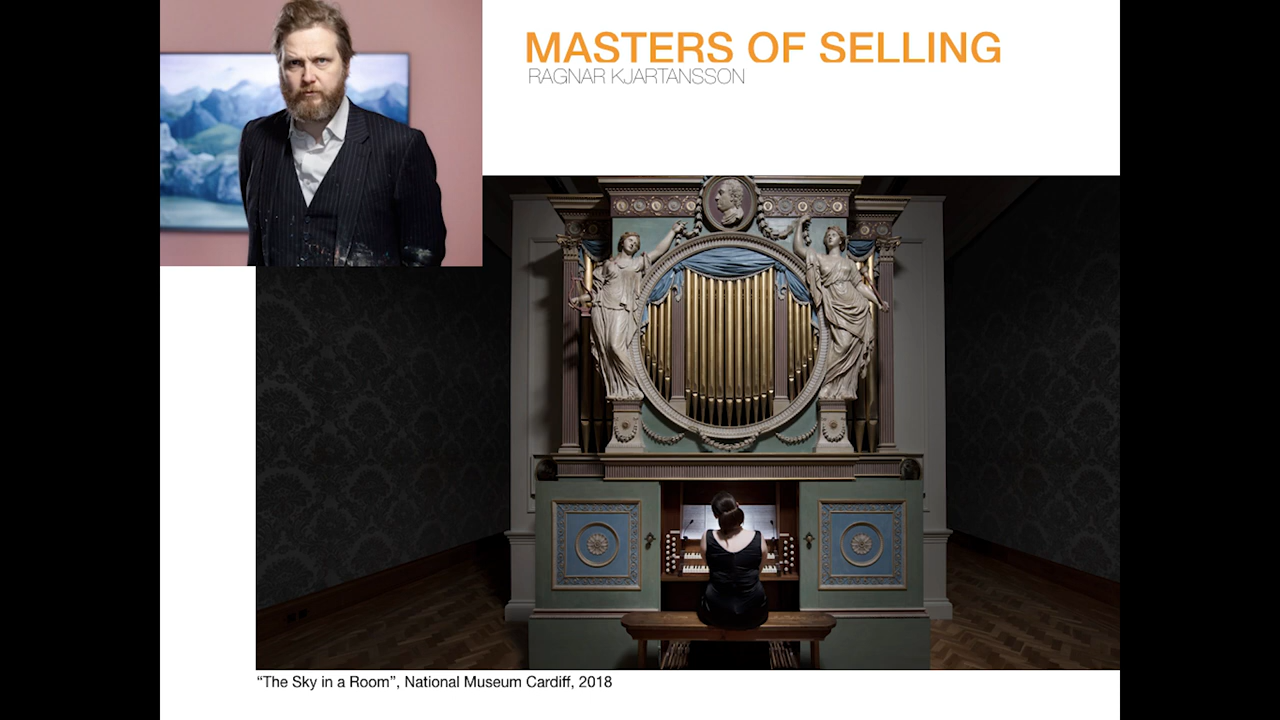 MASTERS OF SELLING
RAGNAR KJARTANSSON
“The Sky in a Room”, National Museum Cardiff, 2018